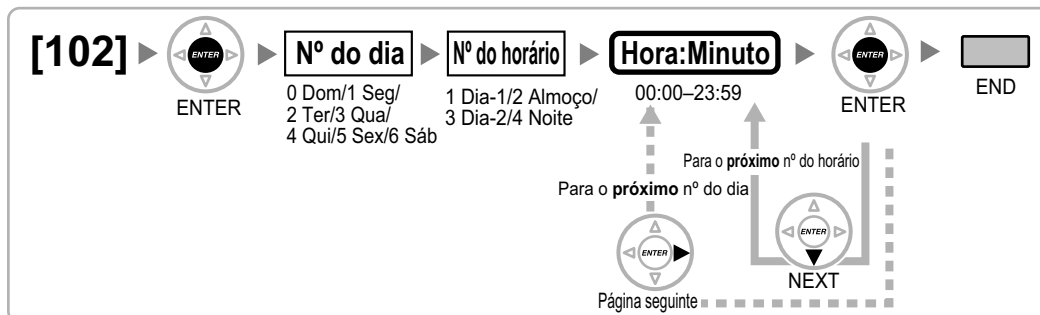 [102]
ENTER
ENTER
Nº do dia
0 Dom/1 Seg/
2 Ter/3 Qua/
4 Qui/5 Sex/6 Sáb
Nº do horário
1 Dia-1/2 Almoço/
3 Dia-2/4 Noite
Hora:Minuto
00:00–23:59
ENTER
ENTER
END
Para o próximo nº do horário
Para o próximo nº do dia
ENTER
Página seguinte
ENTER
NEXT